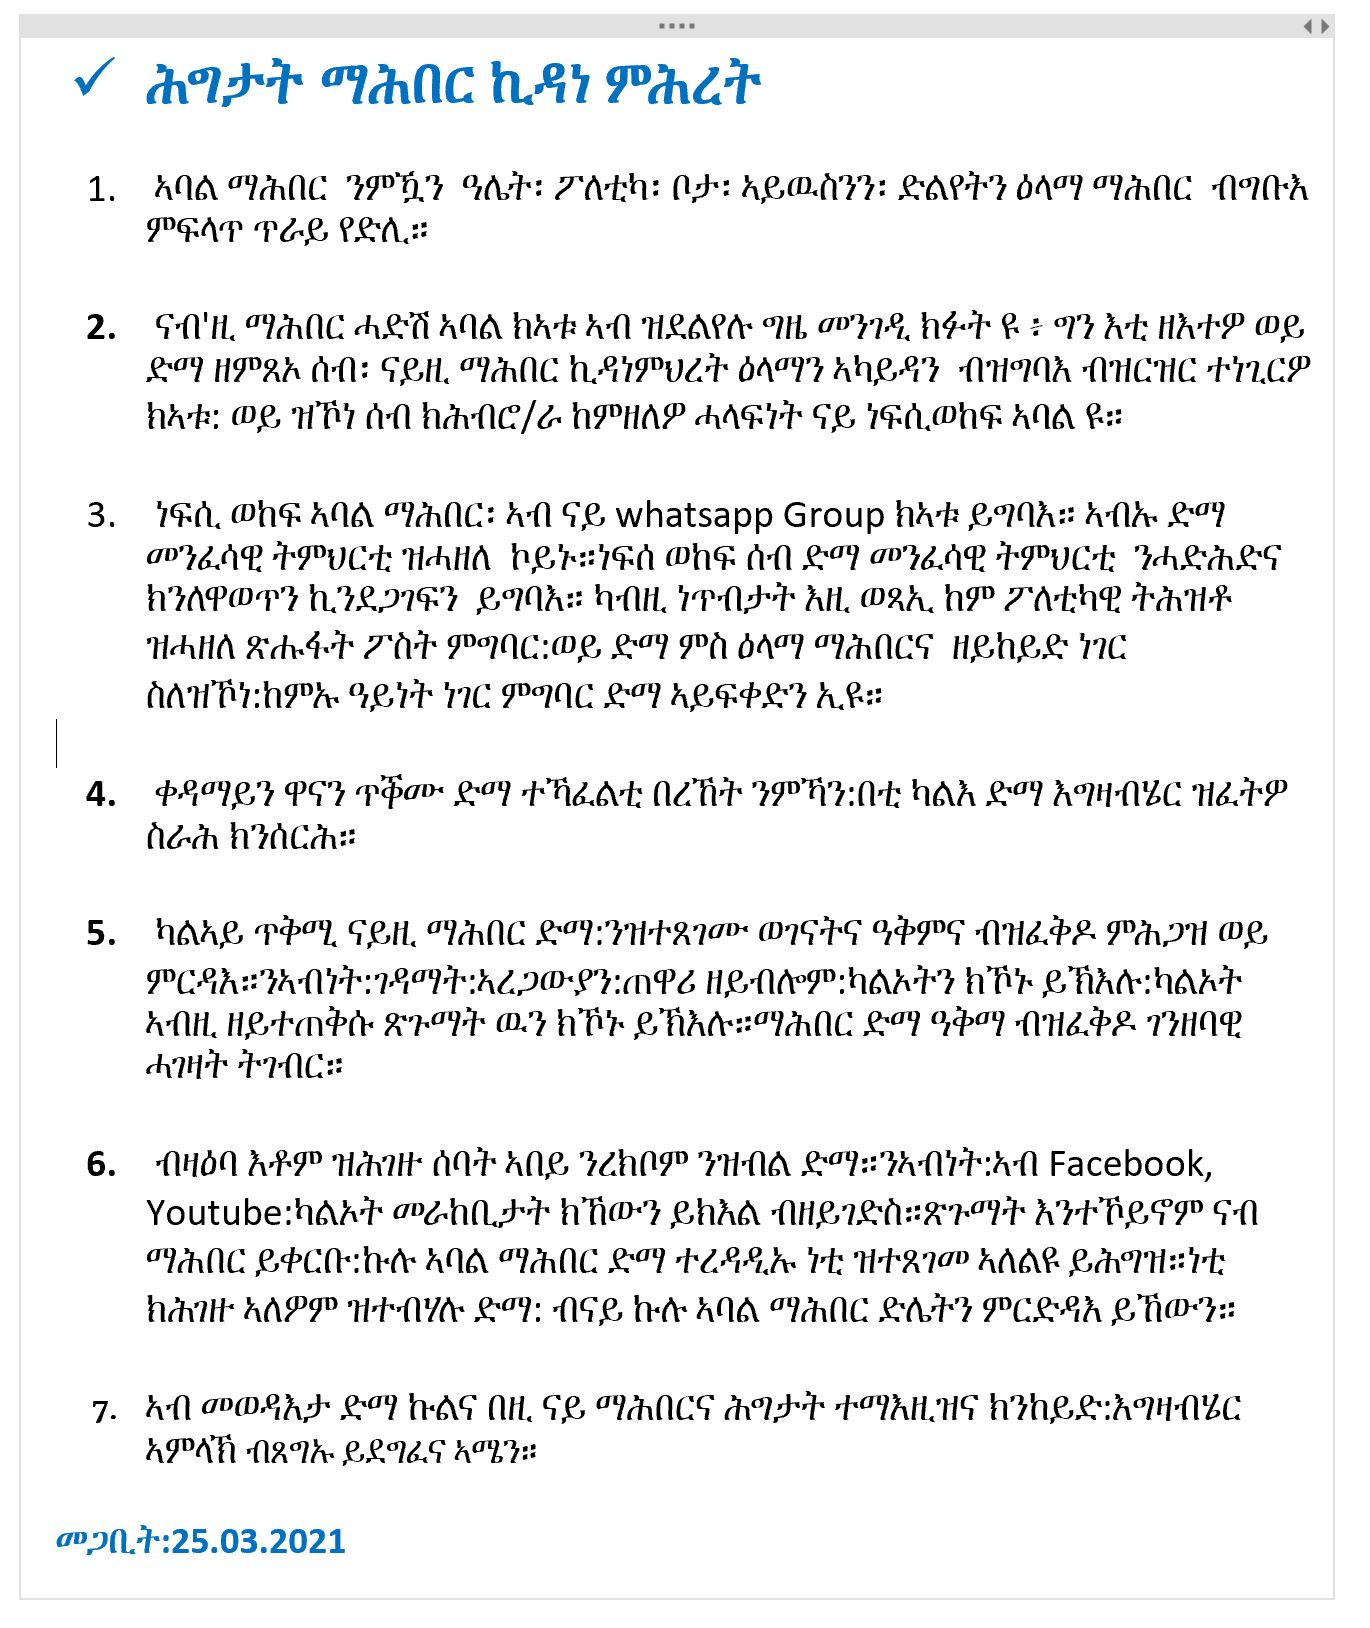 ✓ ሕግታት ማሕበር ኪዳነ ምሕረት
1. ኣባል ማሕበር ንምዃን ዓሌት፡ ፖለቲካ፡ ቦታ፡ ኣይዉስንን፡ ድልየትን ዕላማ ማሕበር ብግቡእ
ምፍላጥ ጥራይ የድሊ።
2. ናብ'ዚ ማሕበር ሓድሽ ኣባል ክኣቱ ኣብ ዝደልየሉ ግዜ መንገዲ ክፉት ዩ ፥ ግን እቲ ዘእተዎ ወይ
ድማ ዘምጸኦ ሰብ፡ ናይዚ ማሕበር ኪዳነምህረት ዕላማን ኣካይዳን ብዝግባእ ብዝርዝር ተነጊርዎ
ክኣቱ: ወይ ዝኾነ ሰብ ክሕብሮ/ራ ከምዘለዎ ሓላፍነት ናይ ነፍሲወከፍ ኣባል ዩ።
3. ነፍሲ ወከፍ ኣባል ማሕበር፡ ኣብ ናይ whatsapp Group ክኣቱ ይግባእ። ኣብኡ ድማ
መንፈሳዊ ትምህርቲ ዝሓዘለ ኮይኑ።ነፍሰ ወከፍ ሰብ ድማ መንፈሳዊ ትምህርቲ ንሓድሕድና
ክንለዋወጥን ኪንደጋገፍን ይግባእ። ካብዚ ነጥብታት እዚ ወጻኢ ከም ፖለቲካዊ ትሕዝቶ
ዝሓዘለ ጽሑፋት ፖስት ምግባር:ወይ ድማ ምስ ዕላማ ማሕበርና ዘይከይድ ነገር
ስለዝኾነ:ከምኡ ዓይነት ነገር ምግባር ድማ ኣይፍቀድን ኢዩ።
4. ቀዳማይን ዋናን ጥቕሙ ድማ ተኻፈልቲ በረኸት ንምኻን:በቲ ካልእ ድማ እግዛብሄር ዝፈትዎ
ስራሕ ክንሰርሕ።
5. ካልኣይ ጥቅሚ ናይዚ ማሕበር ድማ:ንዝተጸገሙ ወገናትና ዓቅምና ብዝፈቅዶ ምሕጋዝ ወይ
ምርዳእ።ንኣብነት:ገዳማት:ኣረጋውያን:ጠዋሪ ዘይብሎም:ካልኦትን ክኾኑ ይኽእሉ:ካልኦት
ኣብዚ ዘይተጠቅሱ ጽጉማት ዉን ክኾኑ ይኽእሉ።ማሕበር ድማ ዓቅማ ብዝፈቅዶ ገንዘባዊ
ሓገዛት ትገብር።
6. ብዛዕባ እቶም ዝሕገዙ ሰባት ኣበይ ንረክቦም ንዝብል ድማ።ንኣብነት:ኣብ Facebook,
Youtube:ካልኦት መራከቢታት ክኸውን ይክእል ብዘይገድስ።ጽጉማት እንተኾይኖም ናብ
ማሕበር ይቀርቡ:ኩሉ ኣባል ማሕበር ድማ ተረዳዲኡ ነቲ ዝተጸገመ ኣለልዩ ይሕግዝ።ነቲ
ክሕገዙ ኣለዎም ዝተብሃሉ ድማ: ብናይ ኩሉ ኣባል ማሕበር ድሌትን ምርድዳእ ይኸውን።
7. ኣብ መወዳእታ ድማ ኩልና በዚ ናይ ማሕበርና ሕግታት ተማእዚዝና ክንከይድ:እግዛብሄር
ኣምላኽ ብጸግኡ ይደግፈና ኣሜን።
መጋቢት:25.03.2021